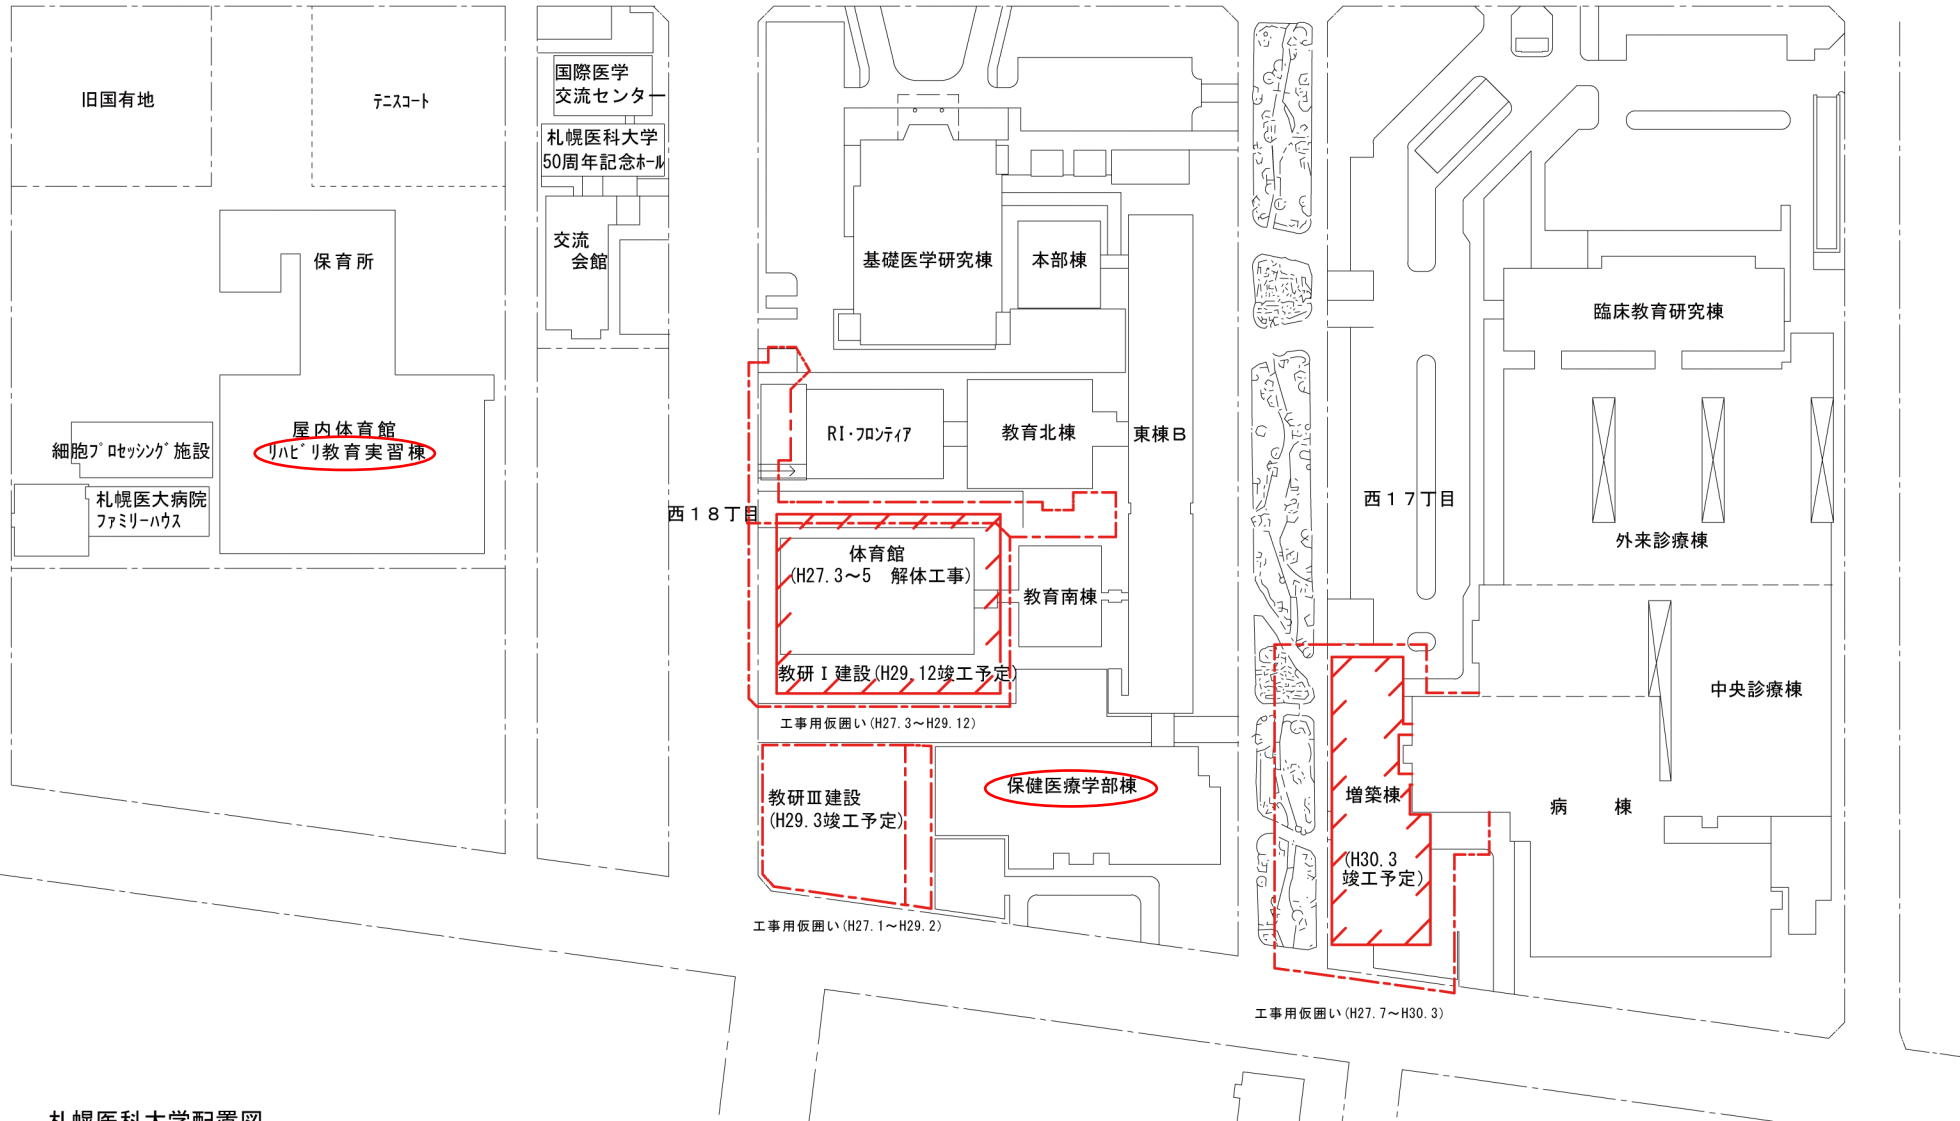 旧国有地
テニスコート
国際医学
交流センター
札幌医科大学
50周年記念ホール
交流
会館
保育所
屋内体育館
リハビリ教育実習棟
細胞プロセッシング施設
札幌医大病院
ファミリーハウス
基礎医学研究棟
本部棟
RI・フロンティア
教育北棟
東棟B
西18丁目
体育館
(H27.3~5 解体工事)
教育南棟
教研Ⅰ建設(H29.12竣工予定)
工事用仮囲い(H27.3~H29.12)
教研Ⅲ建設
(H29.3竣工予定)
保健医療学部棟
工事用仮囲い(H27.1~H29.2)
臨床教育研究棟
西17丁目
外来診療棟
中央診療棟
増築棟
病 棟
(H30.3
竣工予定)
工事用仮囲い(H27.7~H30.3)
札幌医科大学配置図